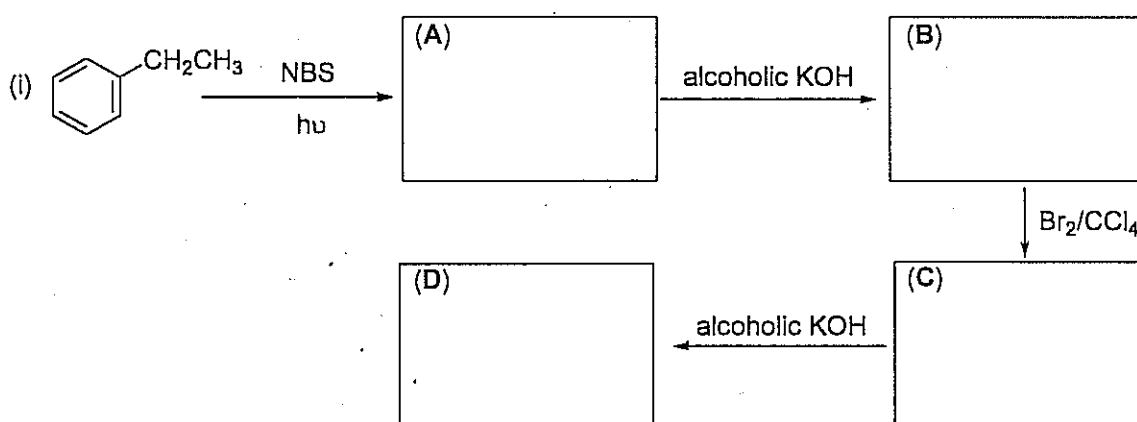 (i)
CH₂CH₃
NBS
hυ
(A)
alcoholic KOH
(B)
Br₂/CCl₄
(C)
alcoholic KOH
(D)